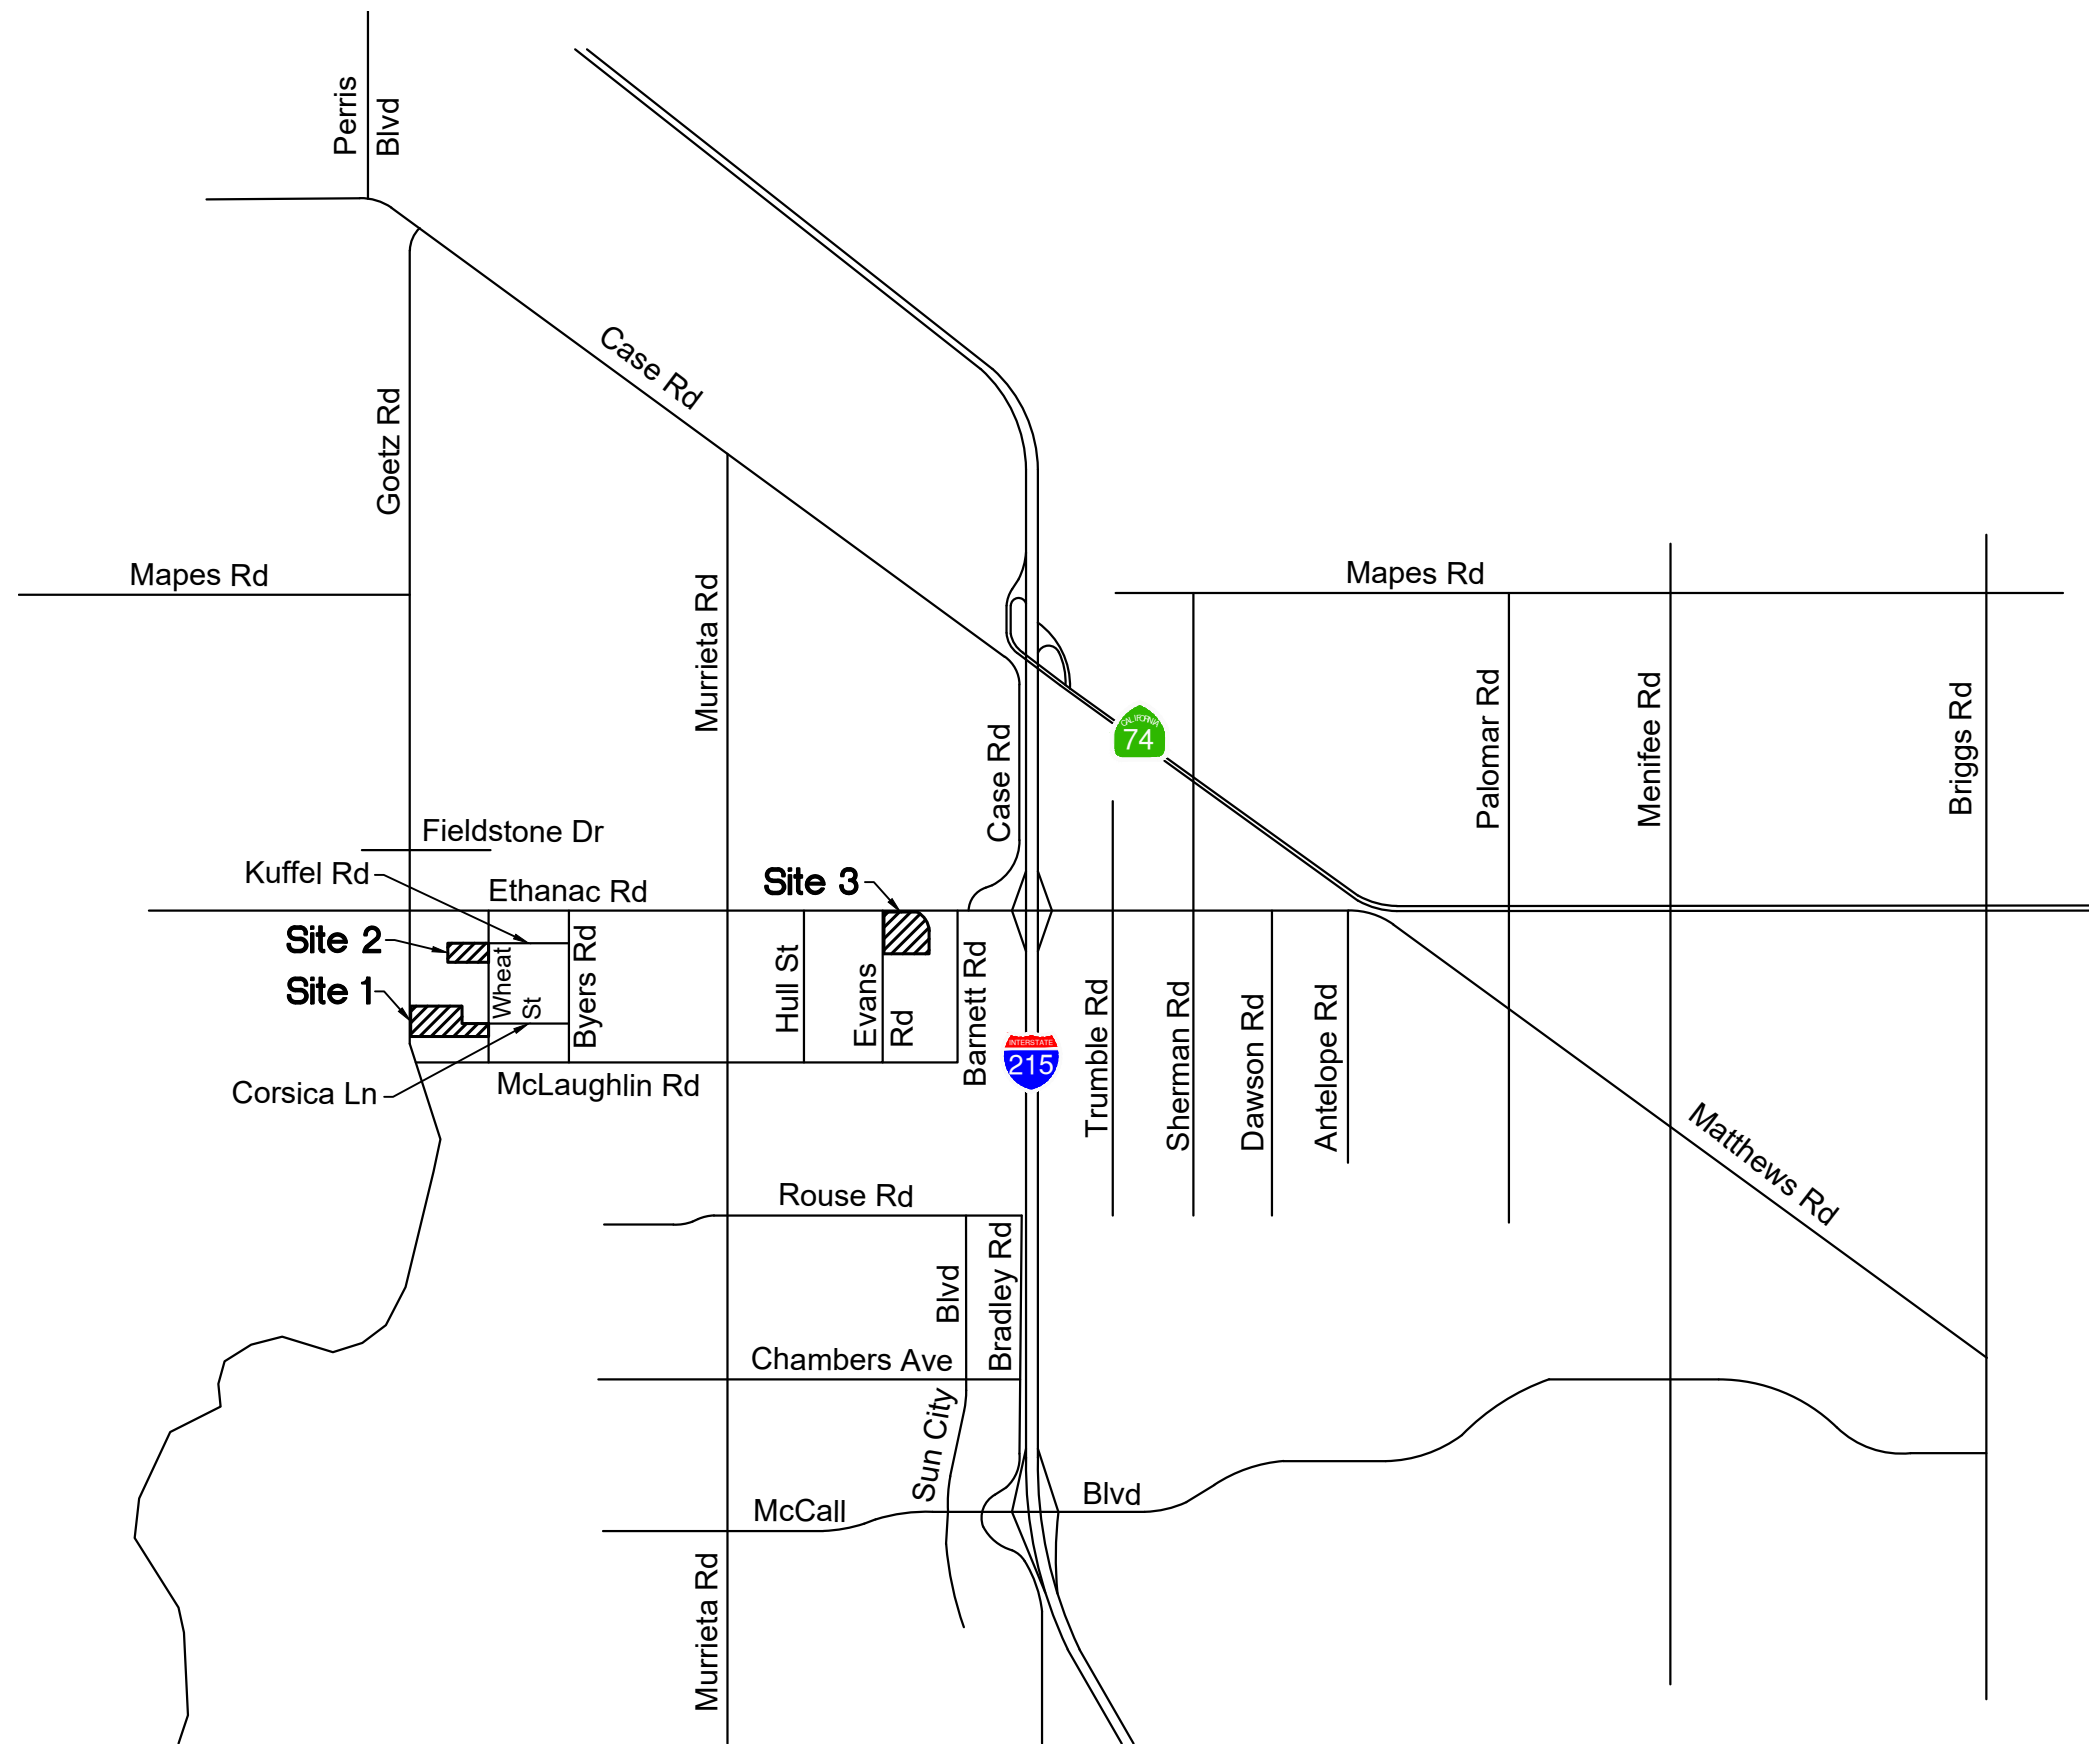 Perris
Blvd
Case Rd
Goetz Rd
Mapes Rd
Mapes Rd
Murrieta Rd
Palomar Rd
Menifee Rd
Briggs Rd
CALIFORNIA
74
Case Rd
Fieldstone Dr
Kuffel Rd
Ethanac Rd
Site 3
Site 2
Site 1
Wheat
St
Byers Rd
Hull St
Evans
Rd
Barnett Rd
INTERSTATE
215
Trumble Rd
Sherman Rd
Dawson Rd
Antelope Rd
Corsica Ln
McLaughlin Rd
Matthews Rd
Rouse Rd
Blvd
Bradley Rd
Chambers Ave
Sun City
McCall
Blvd
Murrieta Rd